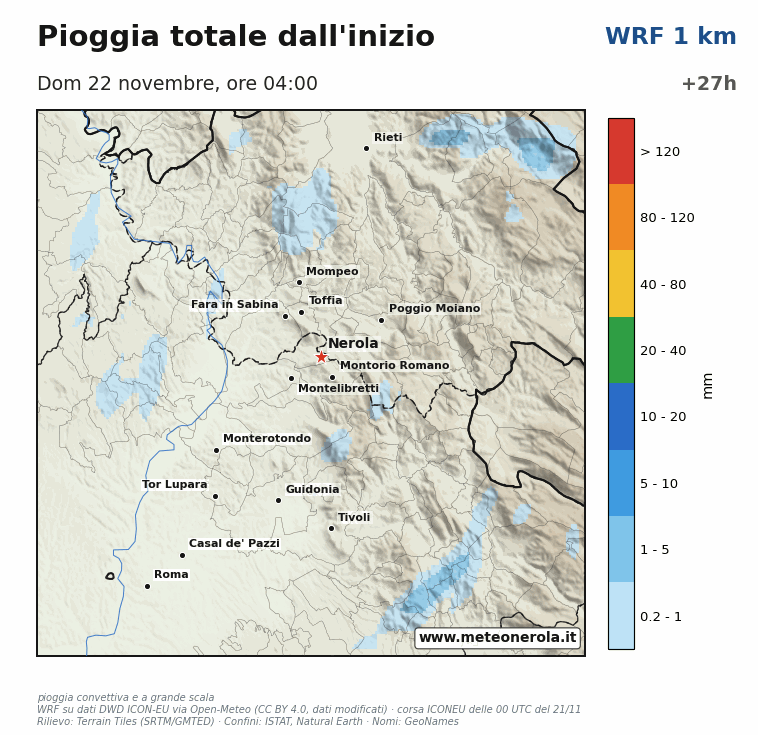 Pioggia totale dall'inizio
WRF 1 km
Dom 22 novembre, ore 04:00
+27h
Rieti
Mompeo
Toffia
Fara in Sabina
Poggio Moiano
Nerola
Montorio Romano
Montelibretti
Monterotondo
Tor Lupara
Guidonia
Tivoli
Casal de' Pazzi
Roma
www.meteonerola.it
> 120
80 - 120
40 - 80
20 - 40
10 - 20
5 - 10
1 - 5
0.2 - 1
mm
pioggia convettiva e a grande scala
WRF su dati DWD ICON-EU via Open-Meteo (CC BY 4.0, dati modificati) · corsa ICONEU delle 00 UTC del 21/11
Rilievo: Terrain Tiles (SRTM/GMTED) · Confini: ISTAT, Natural Earth · Nomi: GeoNames